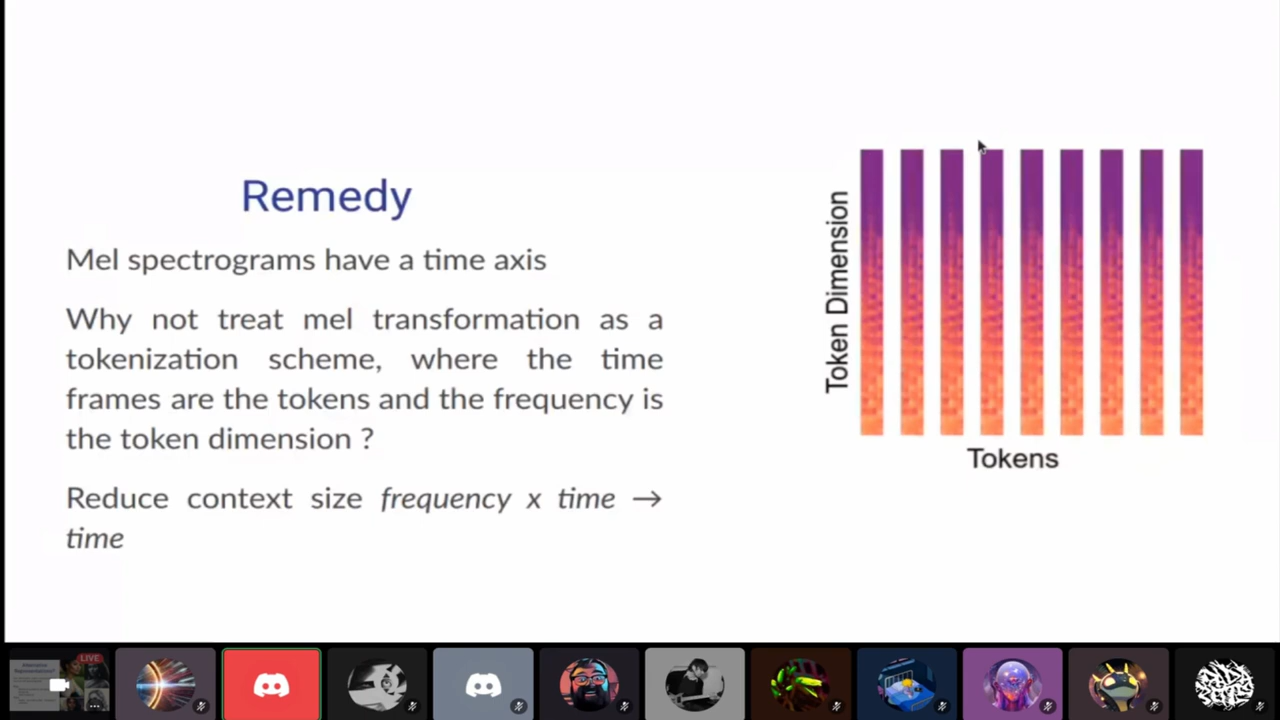 Remedy
Mel spectrograms have a time axis
Why not treat mel transformation as a
tokenization scheme, where the time
frames are the tokens and the frequency is
the token dimension ?
Reduce context size frequency x time →
time
Token Dimension
Tokens
LIVE